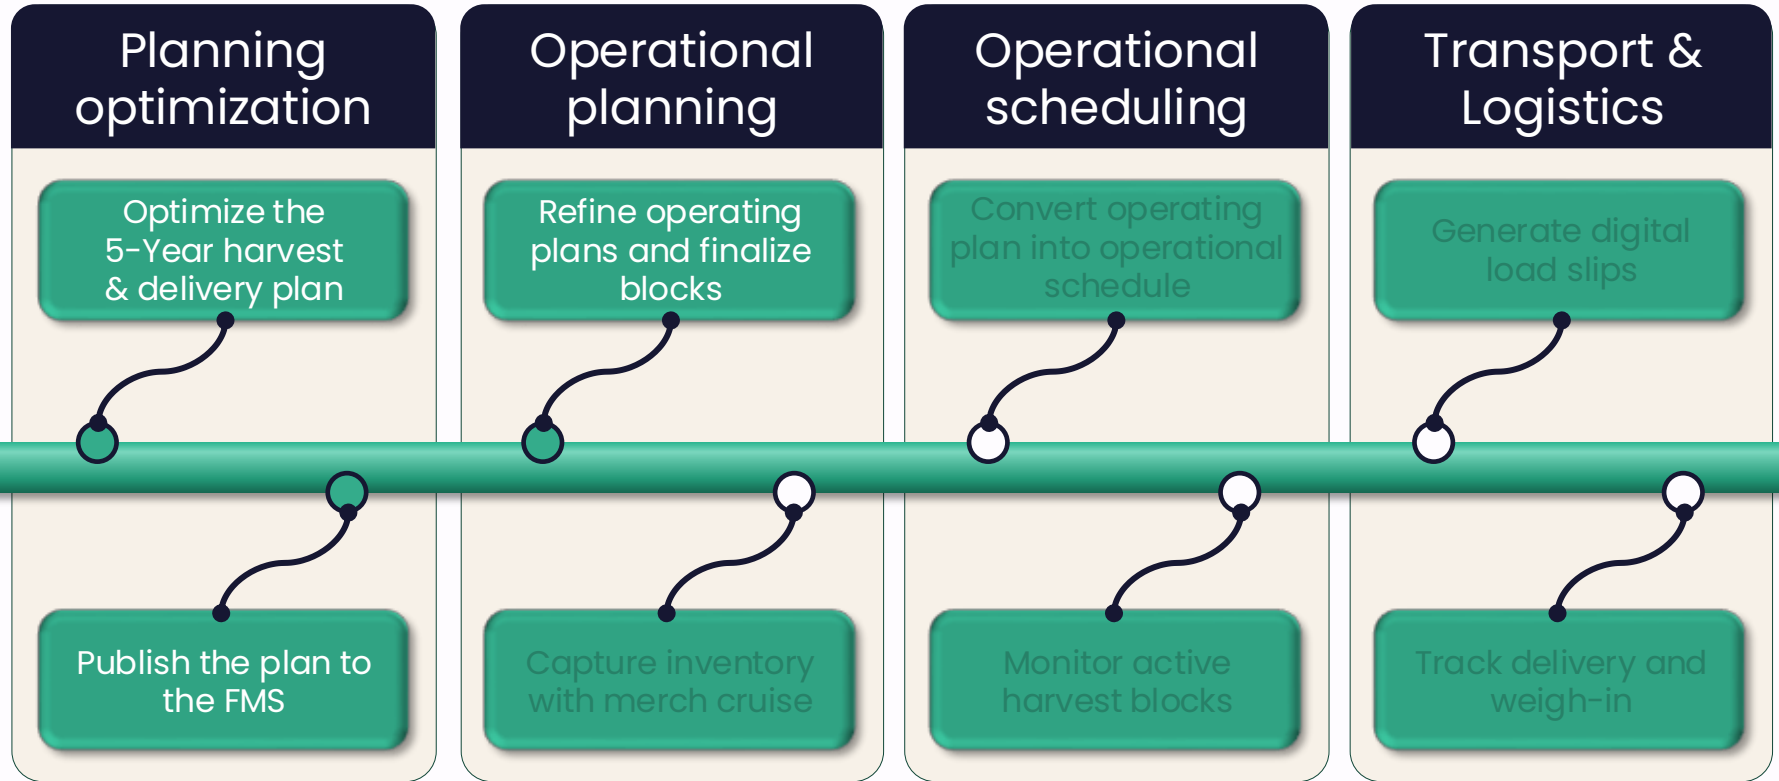 Planning
optimization
Optimize the
5-Year harvest
& delivery plan
Publish the plan to
the FMS
Operational
planning
Refine operating
plans and finalize
blocks
Capture inventory
with merch cruise
Operational
scheduling
Convert operating
plan into operational
schedule
Monitor active
harvest blocks
Transport &
Logistics
Generate digital
load slips
Track delivery and
weigh-in